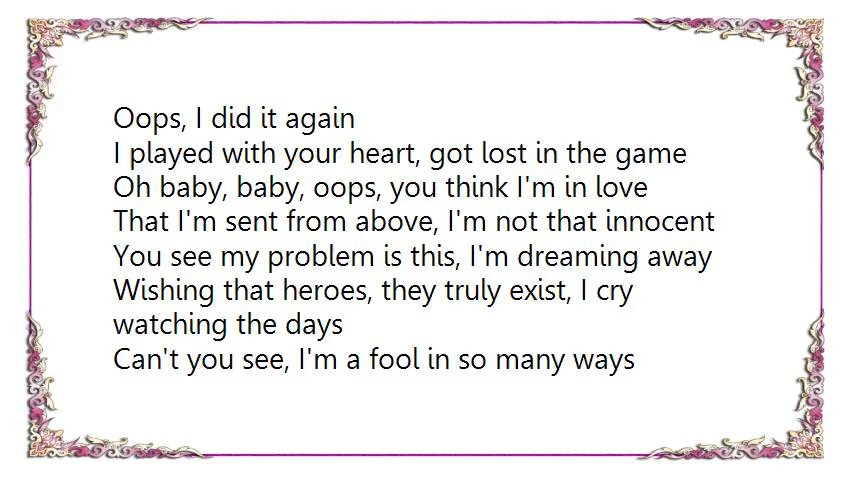 Oops, I did it again
I played with your heart, got lost in the game
Oh baby, baby, oops, you think I'm in love
That I'm sent from above, I'm not that innocent
You see my problem is this, I'm dreaming away
Wishing that heroes, they truly exist, I cry
watching the days
Can't you see, I'm a fool in so many ways